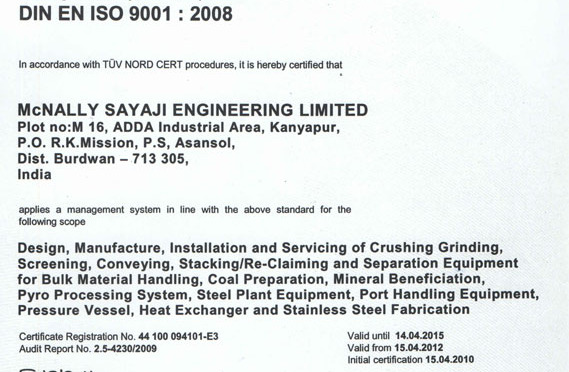 DIN EN ISO 9001 : 2008
In accordance with TÜV NORD CERT procedures, it is hereby certified that
McNALLY SAYAJI ENGINEERING LIMITED
Plot no:M 16, ADDA Industrial Area, Kanyapur,
P.O. R.K.Mission, P.S, Asansol,
Dist. Burdwan – 713 305,
India
applies a management system in line with the above standard for the
following scope
Design, Manufacture, Installation and Servicing of Crushing Grinding,
Screening, Conveying, Stacking/Re-Claiming and Separation Equipment
for Bulk Material Handling, Coal Preparation, Mineral Beneficiation,
Pyro Processing System, Steel Plant Equipment, Port Handling Equipment,
Pressure Vessel, Heat Exchanger and Stainless Steel Fabrication
Certificate Registration No. 44 100 094101-E3
Audit Report No. 2.5-4230/2009
Valid until 14.04.2015
Valid from 15.04.2012
Initial certification 15.04.2010